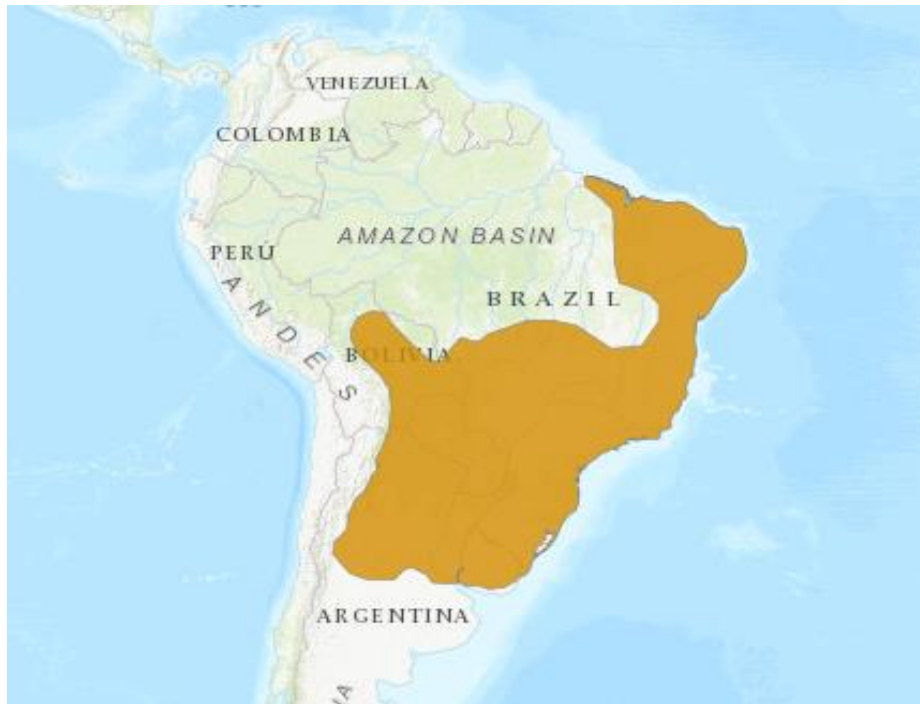 VENEZUELA
COLOMBIA
AMAZON BASIN
PERÚ
BRAZIL
ANDES
BOLIVIA
ARGENTINA